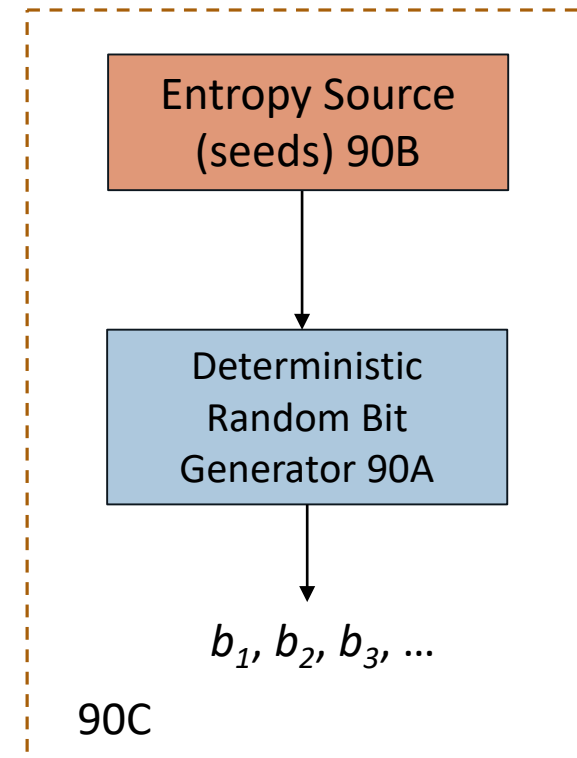 Entropy Source
(seeds) 90B
Deterministic
Random Bit
Generator 90A
b₁, b₂, b₃, …
90C